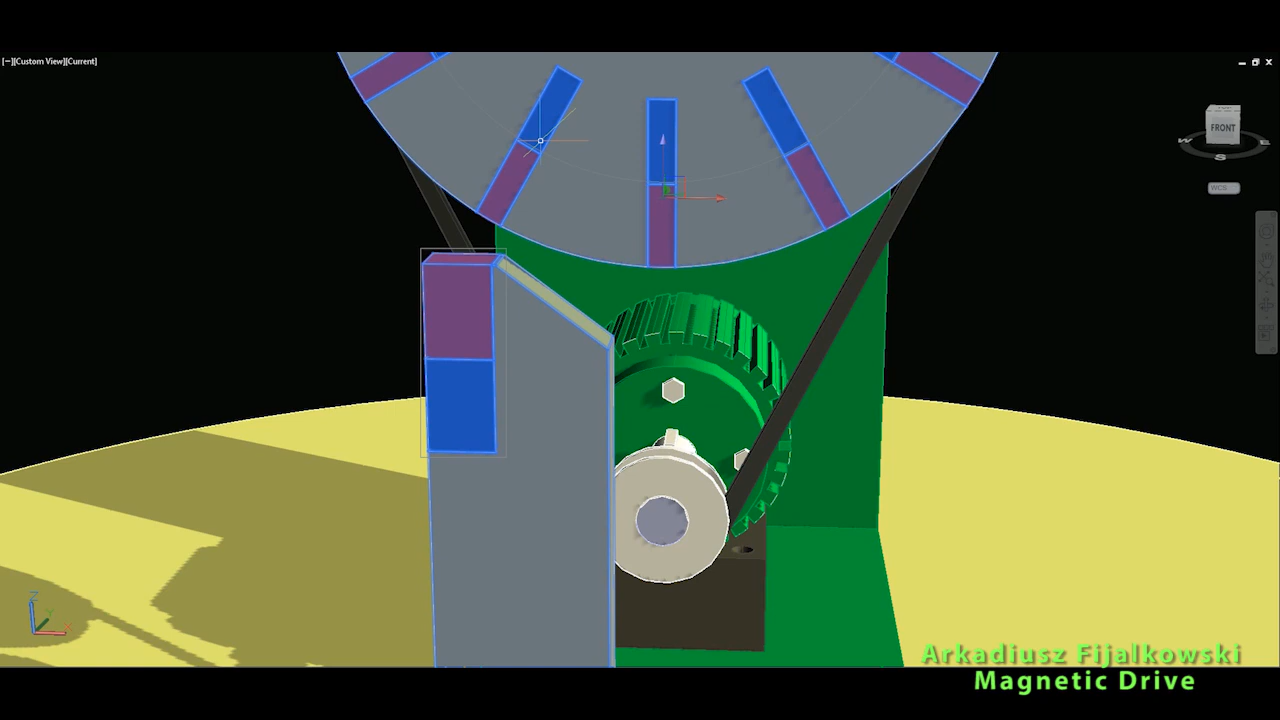 [−][Custom View][Current]
FRONT
W
S
E
WCS
Z
Y
X
Arkadiusz Fijalkowski
Magnetic Drive